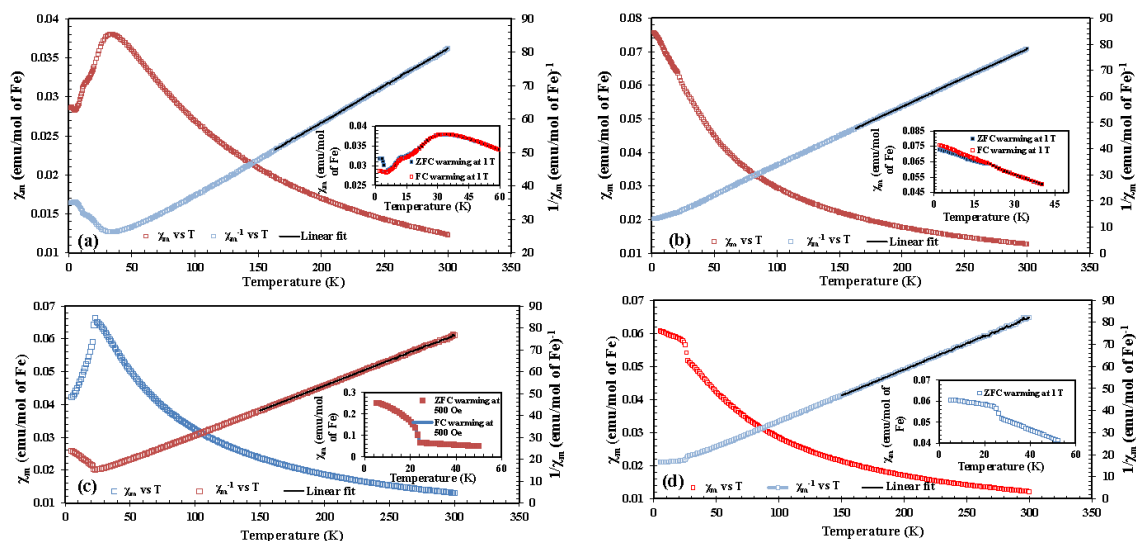 0.04
0.035
0.03
0.025
0.02
0.015
0.01
χm (emu/mol of Fe)
90
80
70
60
50
40
30
20
1/χm (emu/mol of Fe)-1
0 50 100 150 200 250 300 350
Temperature (K)
(a)
χm vs T χm-1 vs T Linear fit
0.04
0.035
0.03
0.025
χm (emu/mol of Fe)
ZFC warming at 1 T
FC warming at 1 T
0 15 30 45 60
Temperature (K)
0.08
0.07
0.06
0.05
0.04
0.03
0.02
0.01
χm (emu/mol of Fe)
90
80
70
60
50
40
30
20
10
0
1/χm (emu/mol of Fe)-1
0 50 100 150 200 250 300 350
Temperature (K)
(b)
χm vs T χm-1 vs T Linear fit
0.085
0.075
0.065
0.055
0.045
χm (emu/mol of Fe)
ZFC warming at 1 T
FC warming at 1 T
0 15 30 45
Temperature (K)
0.07
0.06
0.05
0.04
0.03
0.02
0.01
χm (emu/mol of Fe)
90
80
70
60
50
40
30
20
10
0
1/χm (emu/mol of Fe)-1
0 50 100 150 200 250 300 350
Temperature (K)
(c)
χm vs T χm-1 vs T Linear fit
0.3
0.2
0.1
0
χm (emu/mol of Fe)
ZFC warming at
500 Oe
FC warming at
500 Oe
0 20 40 60
Temperature (K)
0.07
0.06
0.05
0.04
0.03
0.02
0.01
χm (emu/mol of Fe)
90
80
70
60
50
40
30
20
10
0
1/χm (emu/mol of Fe)-1
0 50 100 150 200 250 300 350
Temperature (K)
(d)
χm vs T χm-1 vs T Linear fit
0.07
0.06
0.05
0.04
χm (emu/mol of Fe)
ZFC warming at 1 T
0 20 40 60
Temperature (K)